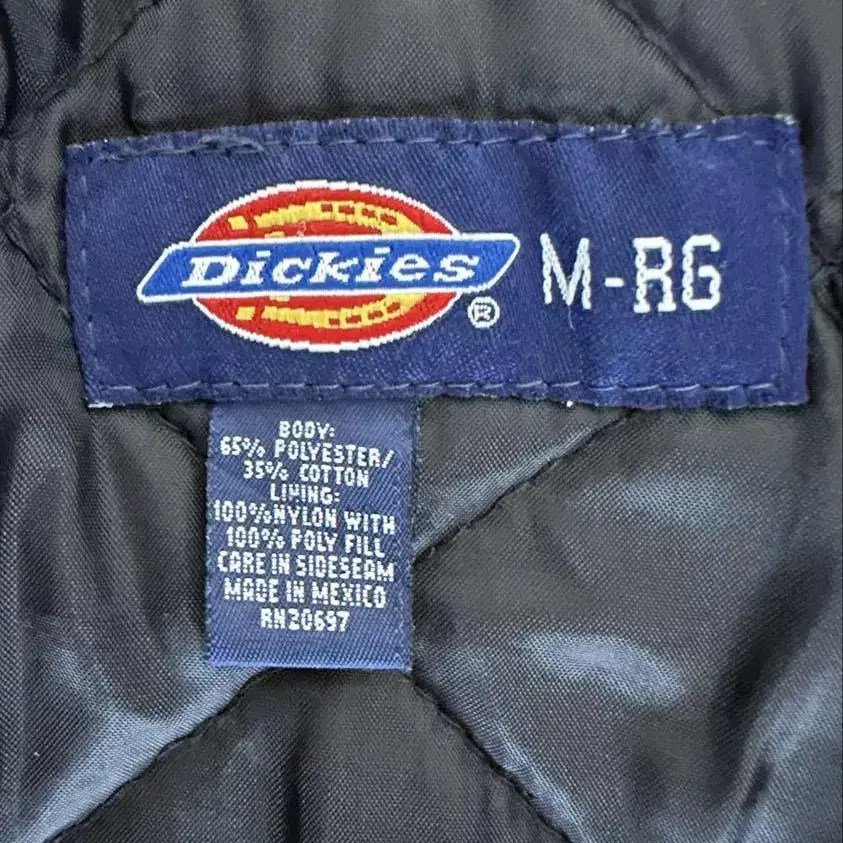 Dickies® M-RG
BODY:
65% POLYESTER/
35% COTTON
LINING:
100%NYLON WITH
100% POLY FILL
CARE IN SIDESEAM
MADE IN MEXICO
RN20697